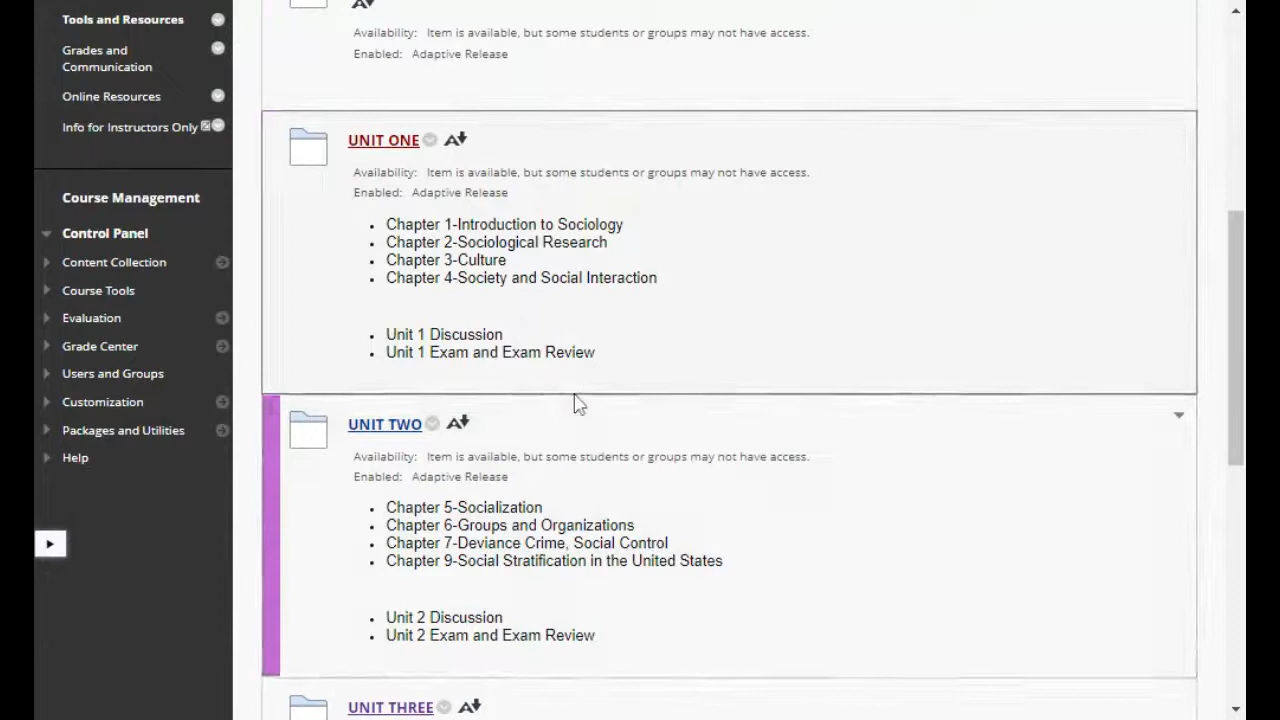 Tools and Resources
Grades and
Communication
Online Resources
Info for Instructors Only
Course Management
Control Panel
Content Collection
Course Tools
Evaluation
Grade Center
Users and Groups
Customization
Packages and Utilities
Help
Availability: Item is available, but some students or groups may not have access.
Enabled: Adaptive Release
UNIT ONE
Availability: Item is available, but some students or groups may not have access.
Enabled: Adaptive Release
• Chapter 1-Introduction to Sociology
• Chapter 2-Sociological Research
• Chapter 3-Culture
• Chapter 4-Society and Social Interaction
• Unit 1 Discussion
• Unit 1 Exam and Exam Review
UNIT TWO
Availability: Item is available, but some students or groups may not have access.
Enabled: Adaptive Release
• Chapter 5-Socialization
• Chapter 6-Groups and Organizations
• Chapter 7-Deviance Crime, Social Control
• Chapter 9-Social Stratification in the United States
• Unit 2 Discussion
• Unit 2 Exam and Exam Review
UNIT THREE